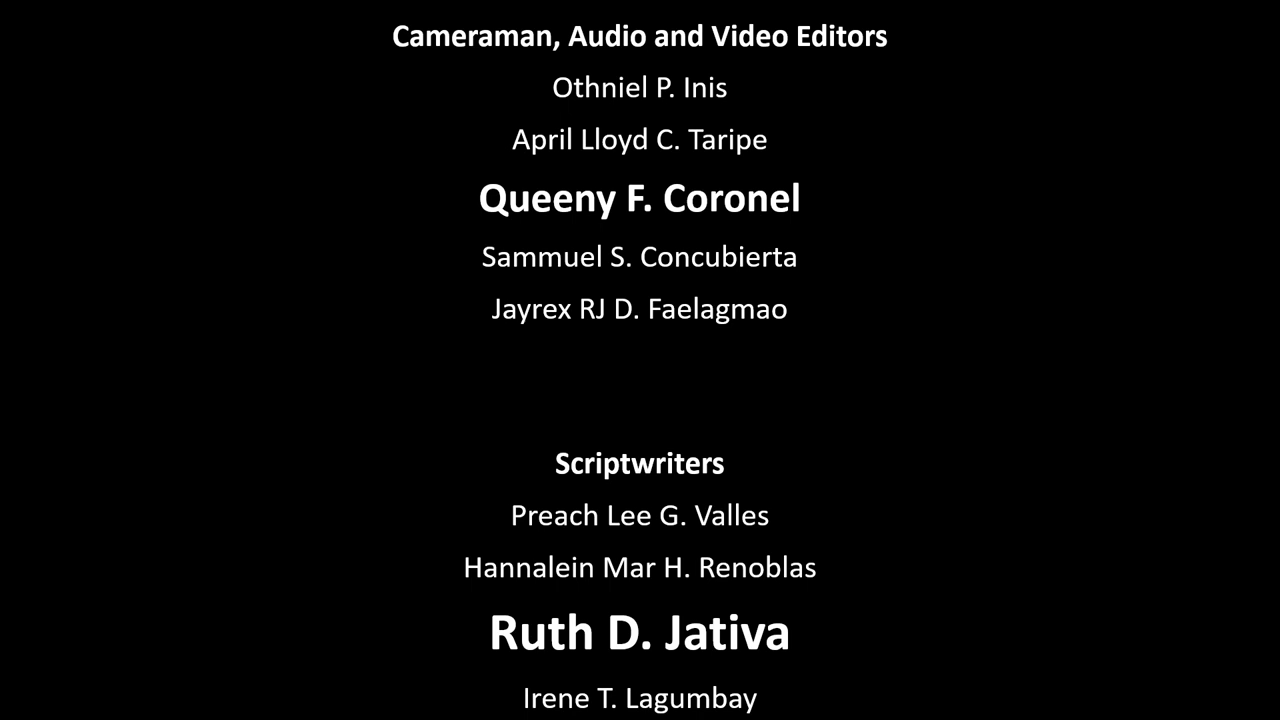 Cameraman, Audio and Video Editors
Othniel P. Inis
April Lloyd C. Taripe
Queeny F. Coronel
Sammuel S. Concubierta
Jayrex RJ D. Faelagmao
Scriptwriters
Preach Lee G. Valles
Hannalein Mar H. Renoblas
Ruth D. Jativa
Irene T. Lagumbay